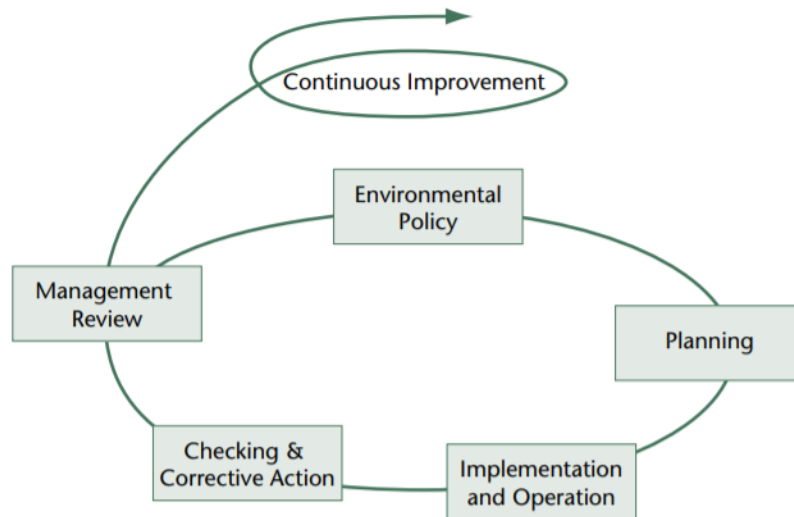 Continuous Improvement
Environmental
Policy
Management
Review
Planning
Checking &
Corrective Action
Implementation
and Operation